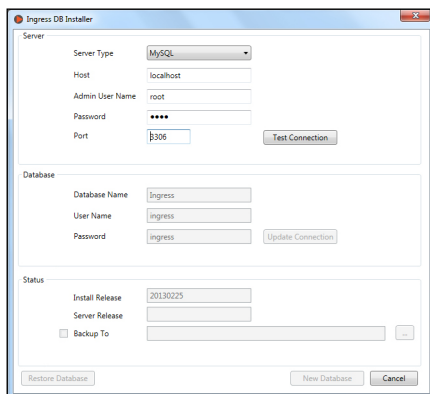 Ingress DB Installer
Server
Server Type MySQL
Host localhost
Admin User Name root
Password ••••
Port 3306 Test Connection
Database
Database Name Ingress
User Name ingress
Password ingress Update Connection
Status
Install Release 20130225
Server Release
Backup To ...
Restore Database New Database Cancel